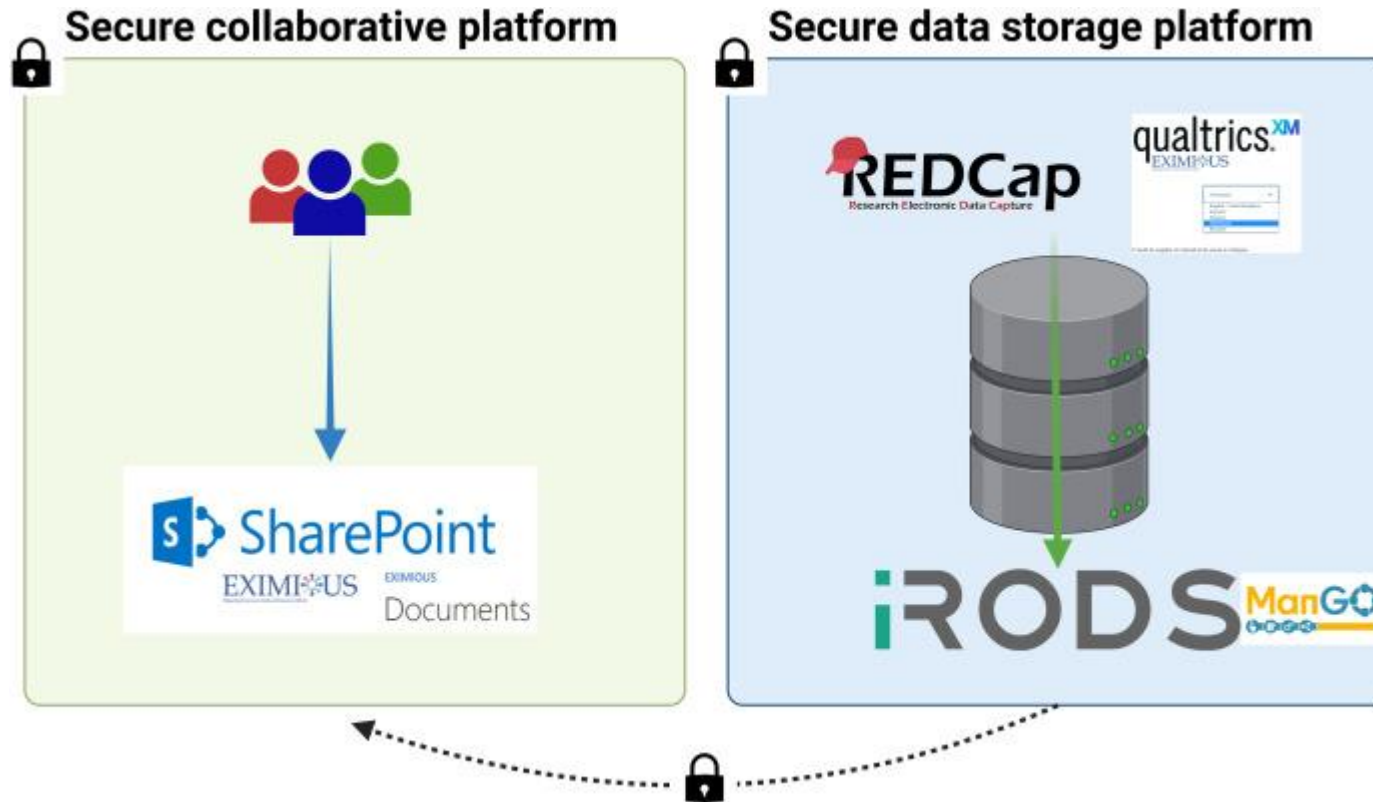 Secure collaborative platform
Secure data storage platform
REDCap
Research Electronic Data Capture
qualtrics.XM
EXIMIOUS
S SharePoint
EXIMIOUS
EXIMIOUS
Documents
iRODS
ManGO